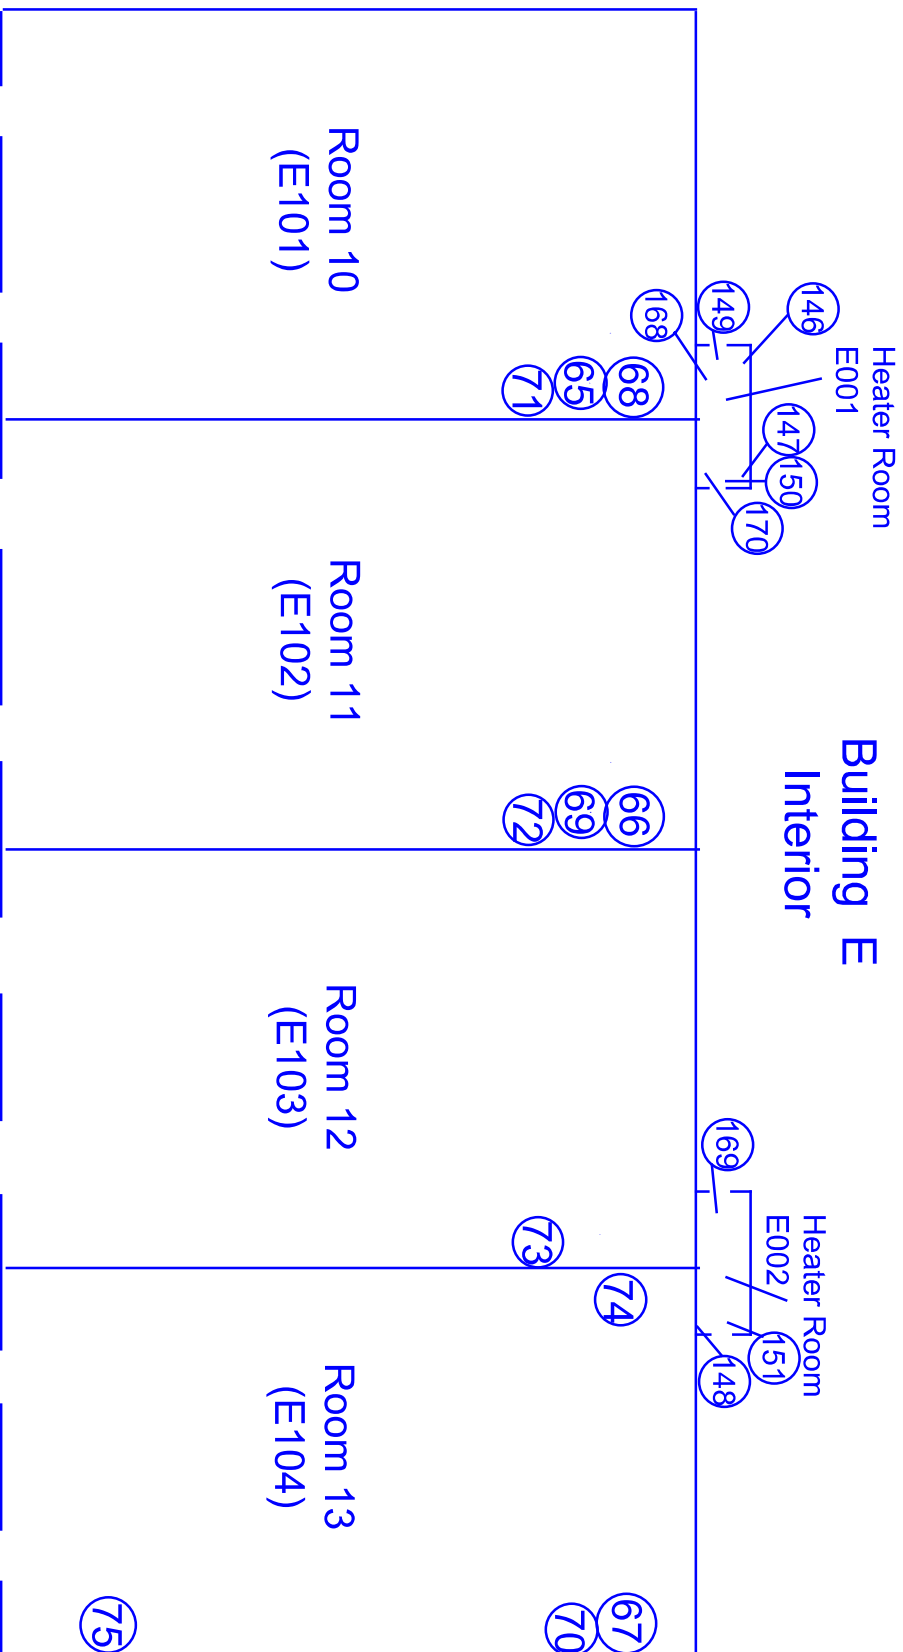 Building E
Interior
Heater Room
E001
Heater Room
E002
146
149
168
147
150
170
169
151
148
Room 10
(E101)
68
65
71
Room 11
(E102)
66
69
72
Room 12
(E103)
73
74
Room 13
(E104)
67
70
75